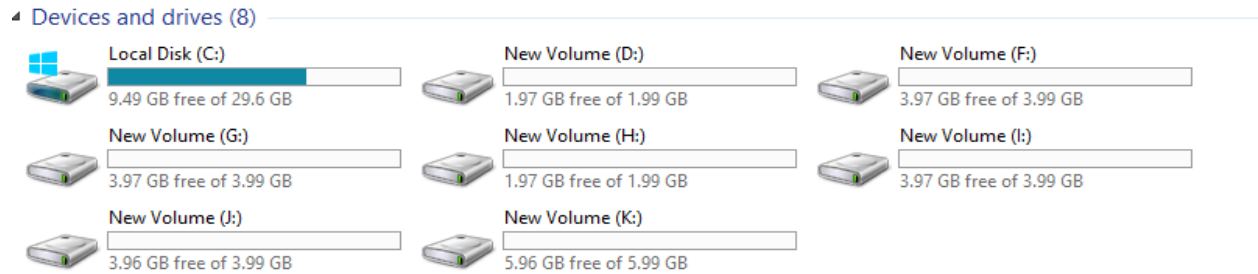 Devices and drives (8)
Local Disk (C:)
9.49 GB free of 29.6 GB
New Volume (D:)
1.97 GB free of 1.99 GB
New Volume (F:)
3.97 GB free of 3.99 GB
New Volume (G:)
3.97 GB free of 3.99 GB
New Volume (H:)
1.97 GB free of 1.99 GB
New Volume (I:)
3.97 GB free of 3.99 GB
New Volume (J:)
3.96 GB free of 3.99 GB
New Volume (K:)
5.96 GB free of 5.99 GB